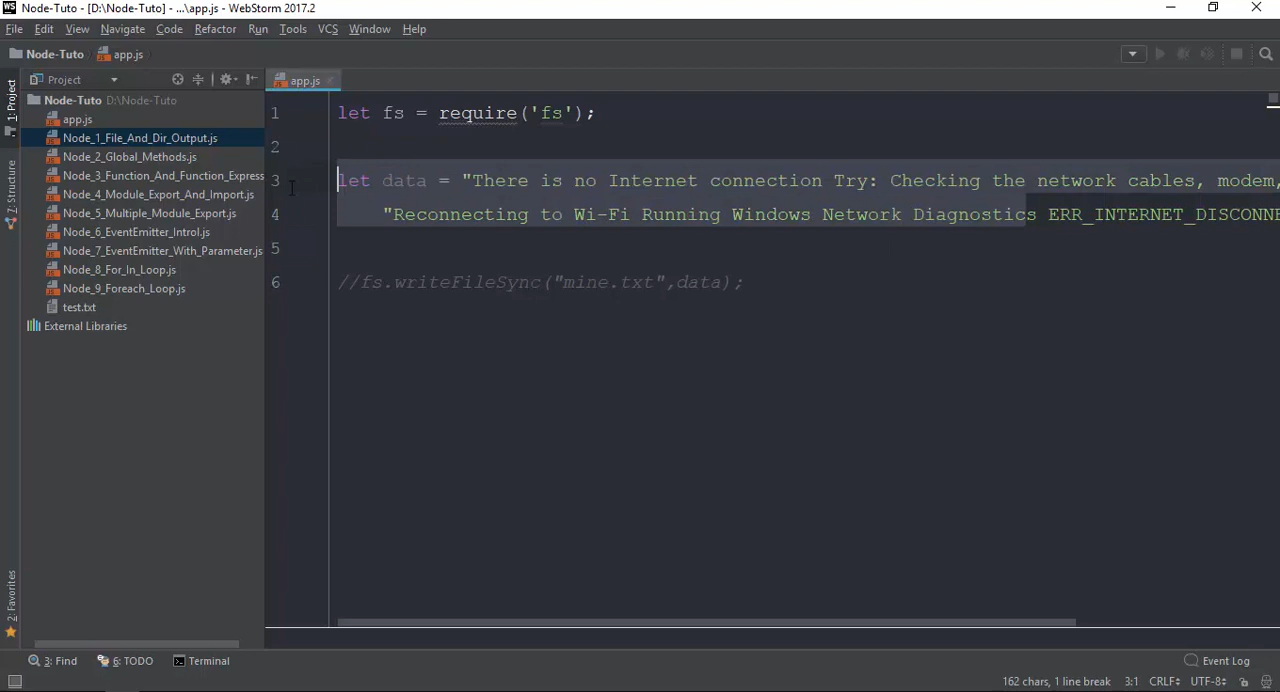 WS Node-Tuto - [D:\Node-Tuto] - ...\app.js - WebStorm 2017.2
File Edit View Navigate Code Refactor Run Tools VCS Window Help
Node-Tuto app.js
Project app.js
1: Project
Node-Tuto D:\Node-Tuto
app.js
Node_1_File_And_Dir_Output.js
Node_2_Global_Methods.js
Node_3_Function_And_Function_Express
Node_4_Module_Export_And_Import.js
Node_5_Multiple_Module_Export.js
Node_6_EventEmitter_Introl.js
Node_7_EventEmitter_With_Parameter.js
Node_8_For_In_Loop.js
Node_9_Foreach_Loop.js
test.txt
External Libraries
7: Structure
2: Favorites
1 let fs = require('fs');
2
3 let data = "There is no Internet connection Try: Checking the network cables, modem,
4 "Reconnecting to Wi-Fi Running Windows Network Diagnostics ERR_INTERNET_DISCONNE
5
6 //fs.writeFileSync("mine.txt",data);
3: Find 6: TODO Terminal Event Log
162 chars, 1 line break 3:1 CRLF UTF-8